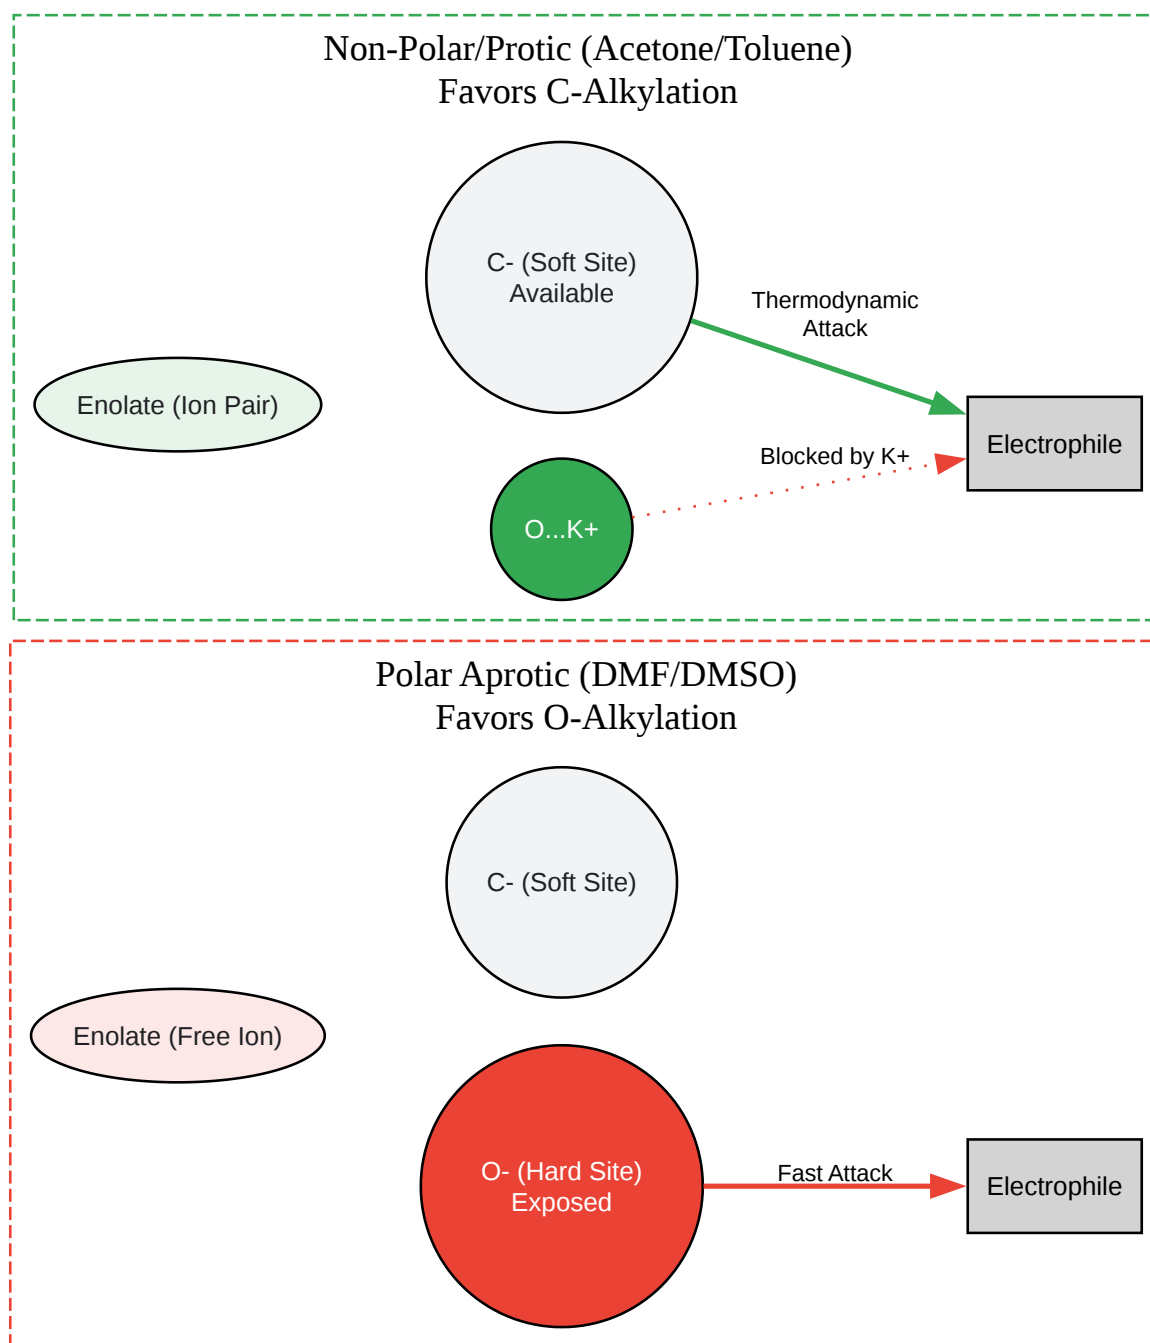 Non-Polar/Protic (Acetone/Toluene)
Favors C-Alkylation
C- (Soft Site)
Available
Thermodynamic
Attack
Enolate (Ion Pair)
Electrophile
Blocked by K+
O...K+
Polar Aprotic (DMF/DMSO)
Favors O-Alkylation
C- (Soft Site)
Enolate (Free Ion)
O- (Hard Site)
Exposed
Fast Attack
Electrophile